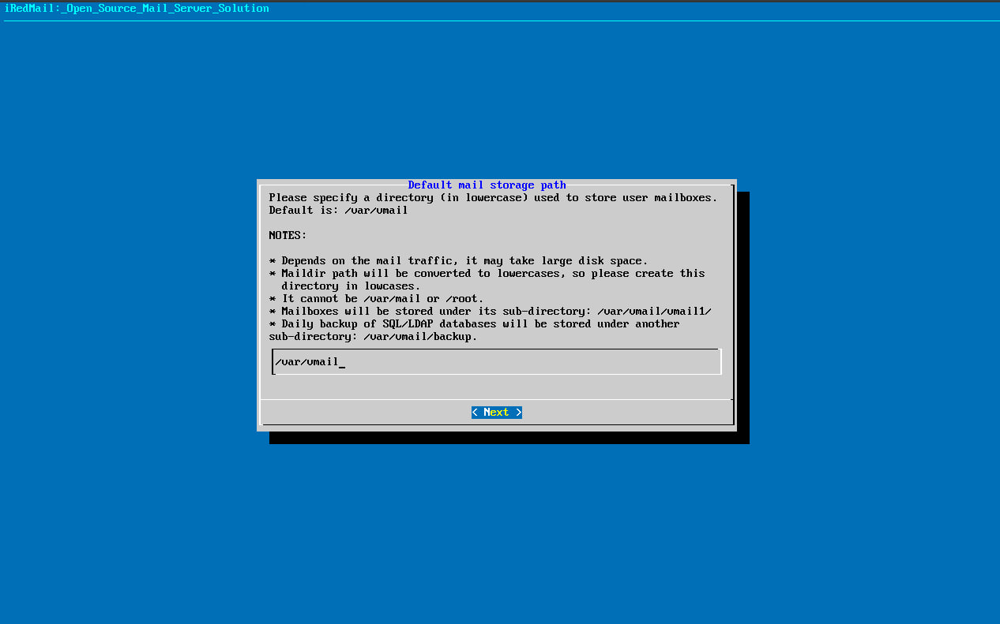 iRedMail:_Open_Source_Mail_Server_Solution
Default mail storage path
Please specify a directory (in lowercase) used to store user mailboxes.
Default is: /var/vmail
NOTES:
* Depends on the mail traffic, it may take large disk space.
* Maildir path will be converted to lowercases, so please create this
directory in lowcases.
* It cannot be /var/mail or /root.
* Mailboxes will be stored under its sub-directory: /var/vmail/vmail1/
* Daily backup of SQL/LDAP databases will be stored under another
sub-directory: /var/vmail/backup.
/var/vmail_
< Next >